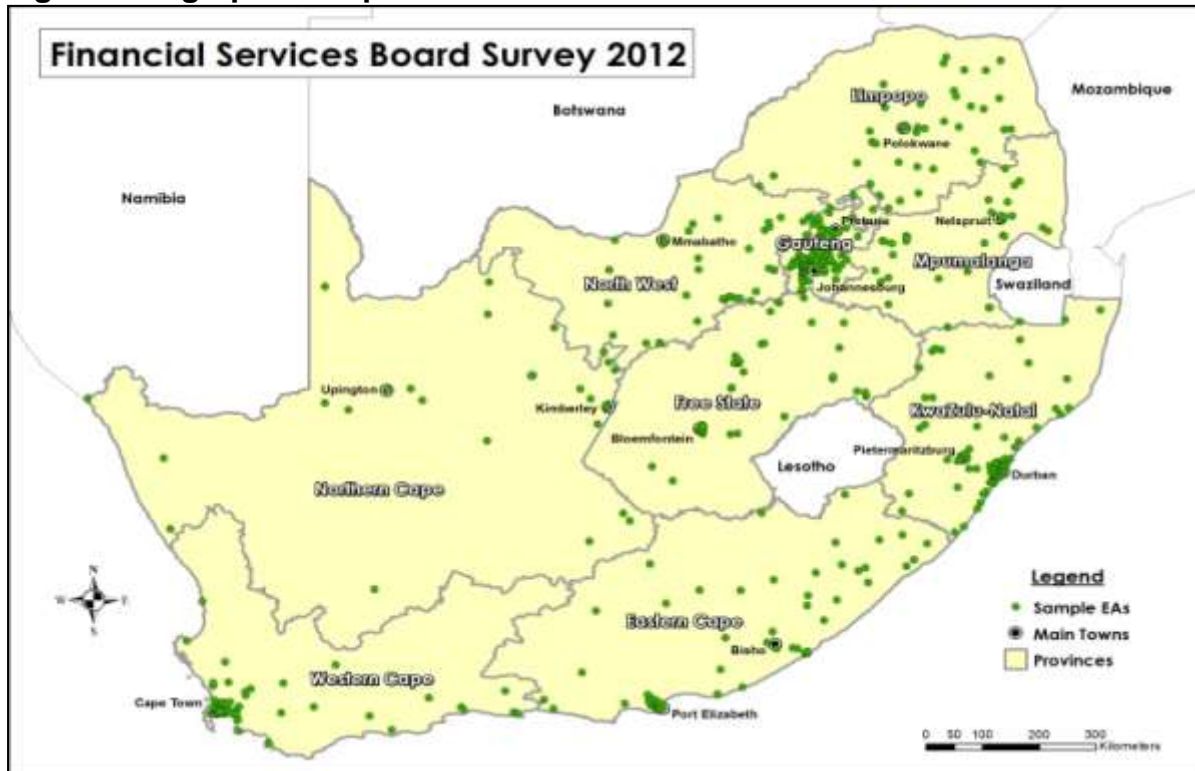 Financial Services Board Survey 2012
Mozambique
Limpopo
Botswana
Polokwane
Namibia
Pretoria
Nelspruit
Mmabatho
Gauteng
Mpumalanga
North West
Johannesburg
Swaziland
Upington
Kimberley
Free State
KwaZulu-Natal
Bloemfontein
Pietermaritzburg
Lesotho
Durban
Northern Cape
N
W E
S
Legend
Sample EAs
Main Towns
Provinces
Eastern Cape
Bisho
Western Cape
Cape Town
Port Elizabeth
0 50 100 200 300
Kilometers